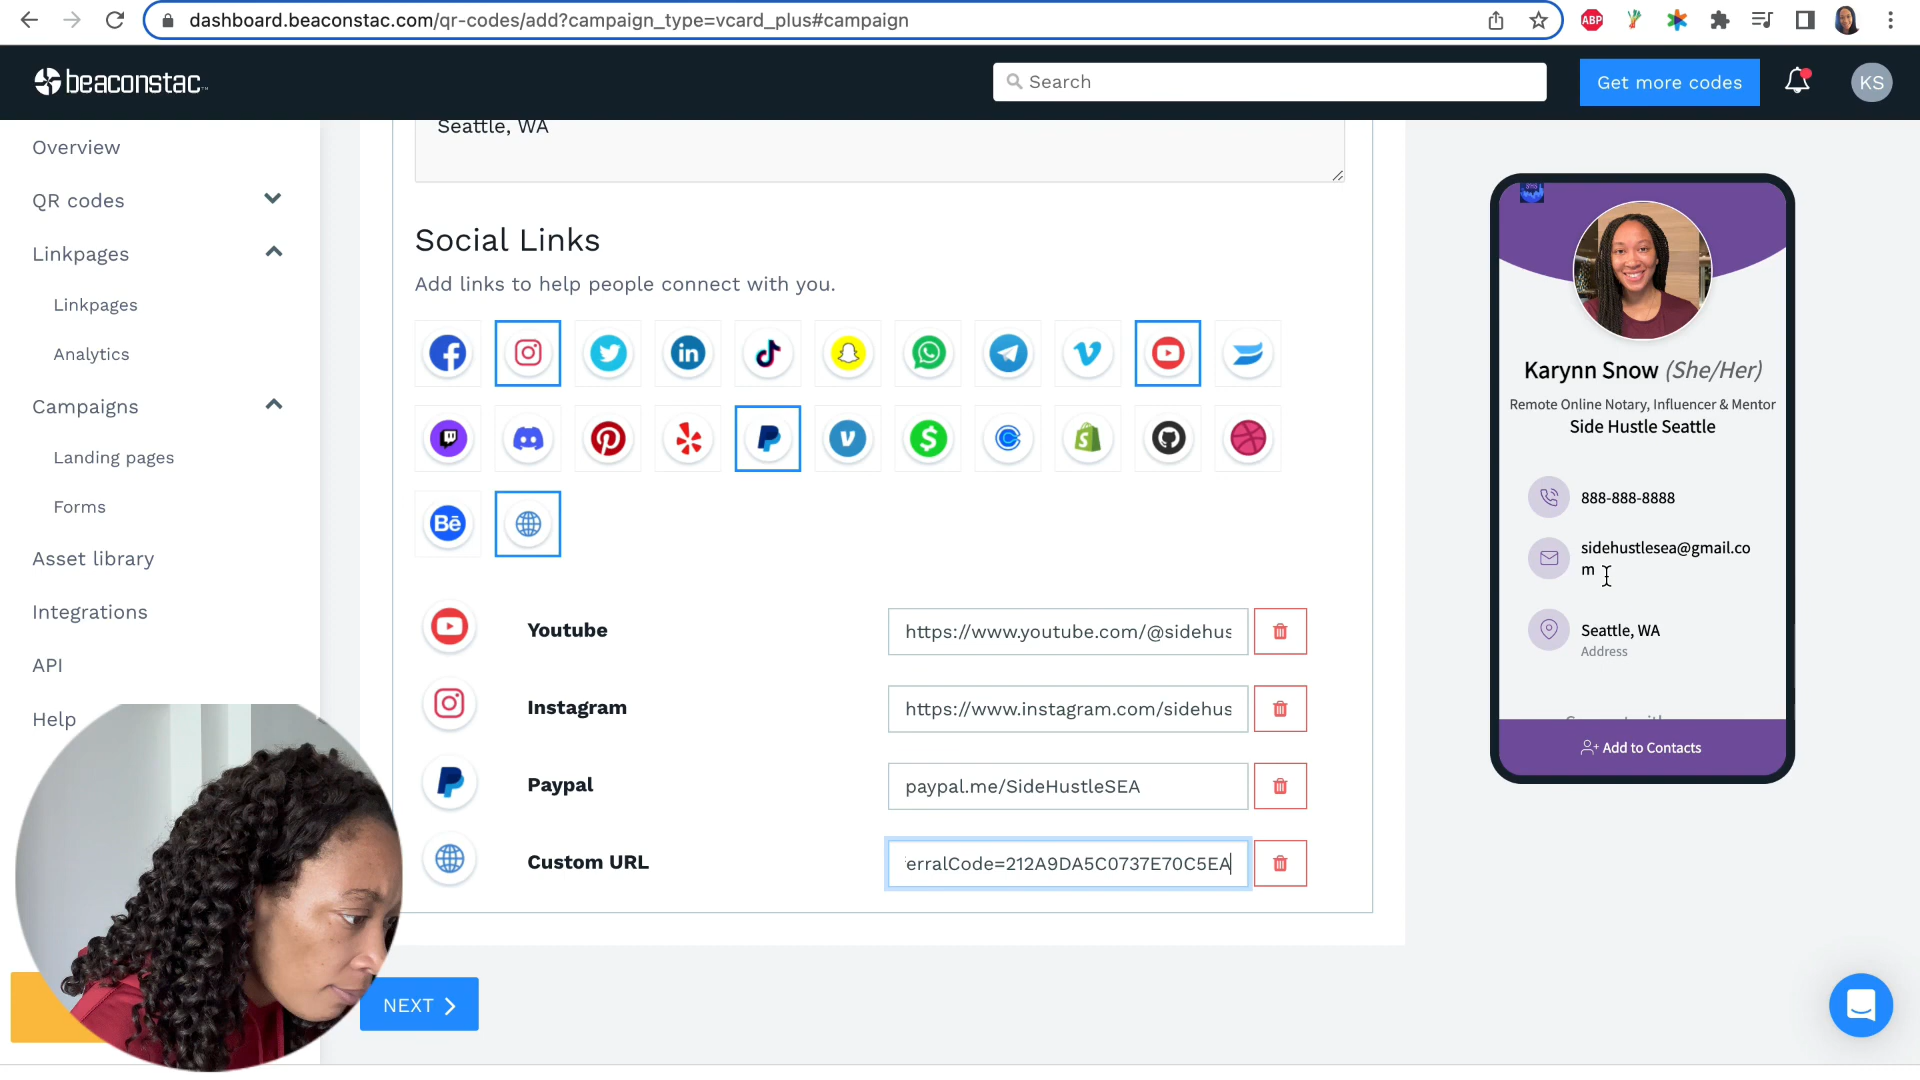 dashboard.beaconstac.com/qr-codes/add?campaign_type=vcard_plus#campaign
ABP
beaconstac
Search
Get more codes
KS
Overview
QR codes
Linkpages
Linkpages
Analytics
Campaigns
Landing pages
Forms
Asset library
Integrations
API
Help
Seattle, WA
Social Links
Add links to help people connect with you.
Bē
Youtube
https://www.youtube.com/@sidehus
Instagram
https://www.instagram.com/sidehus
Paypal
paypal.me/SideHustleSEA
Custom URL
erralCode=212A9DA5C0737E70C5EA
NEXT
Karynn Snow (She/Her)
Remote Online Notary, Influencer & Mentor
Side Hustle Seattle
888-888-8888
sidehustlesea@gmail.co
m
Seattle, WA
Address
Add to Contacts